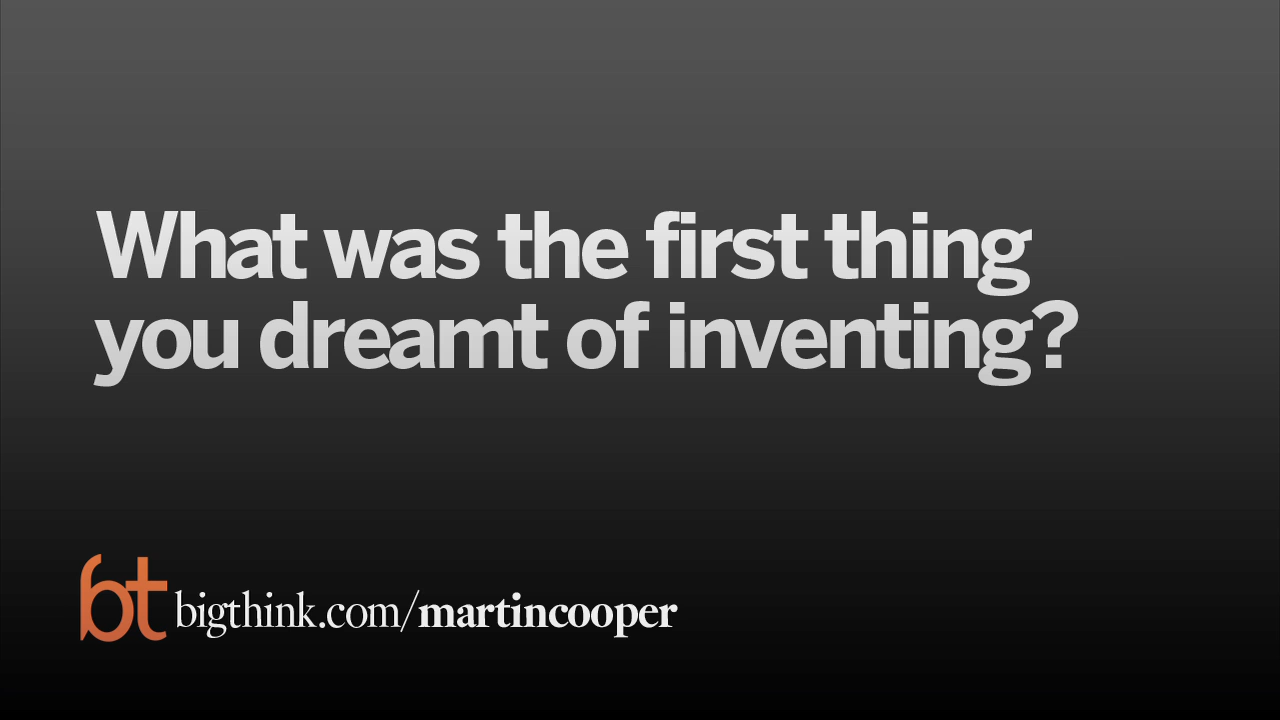 What was the first thing
you dreamt of inventing?
bt bigthink.com/martincooper